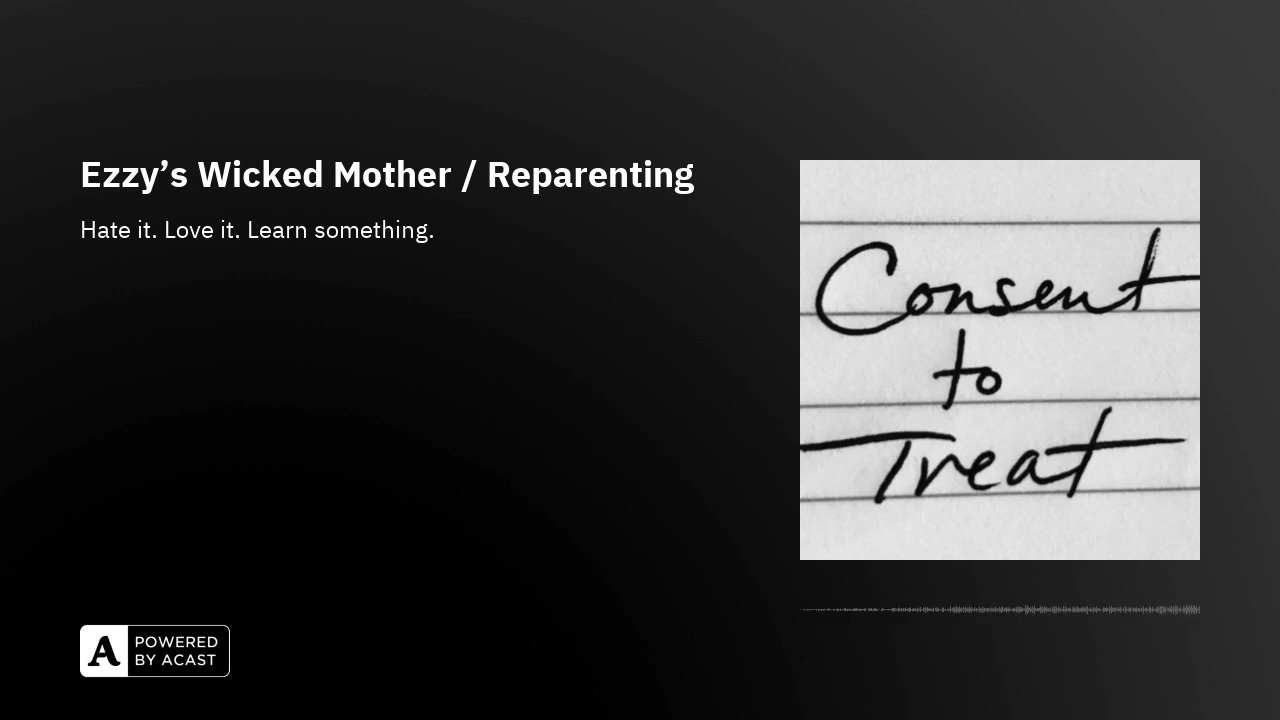 Ezzy’s Wicked Mother / Reparenting
Hate it. Love it. Learn something.
Consent
to
Treat
A
POWERED
BY ACAST